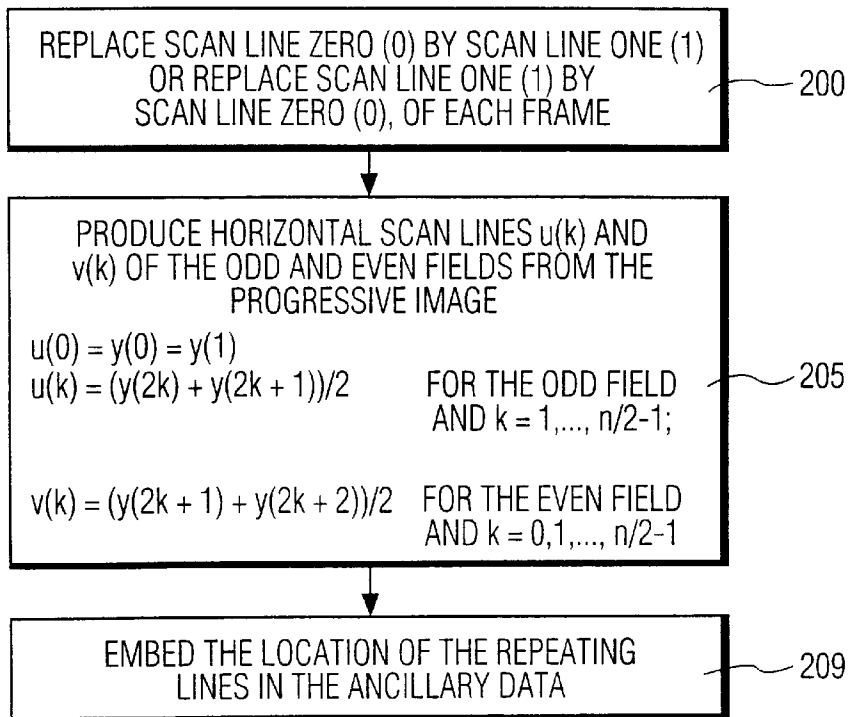 REPLACE SCAN LINE ZERO (0) BY SCAN LINE ONE (1)
OR REPLACE SCAN LINE ONE (1) BY
SCAN LINE ZERO (0), OF EACH FRAME
200
PRODUCE HORIZONTAL SCAN LINES u(k) AND
v(k) OF THE ODD AND EVEN FIELDS FROM THE
PROGRESSIVE IMAGE
u(0) = y(0) = y(1)
u(k) = (y(2k) + y(2k + 1))/2 FOR THE ODD FIELD
AND k = 1,..., n/2-1;
205
v(k) = (y(2k + 1) + y(2k + 2))/2 FOR THE EVEN FIELD
AND k = 0,1,..., n/2-1
EMBED THE LOCATION OF THE REPEATING
LINES IN THE ANCILLARY DATA
209